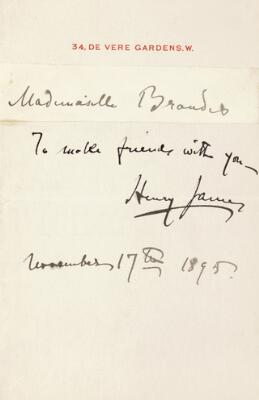 34, DE VERE GARDENS. W.
Mademoiselle Brandes
To make friends with you—
Henry James
November 17th 1895.